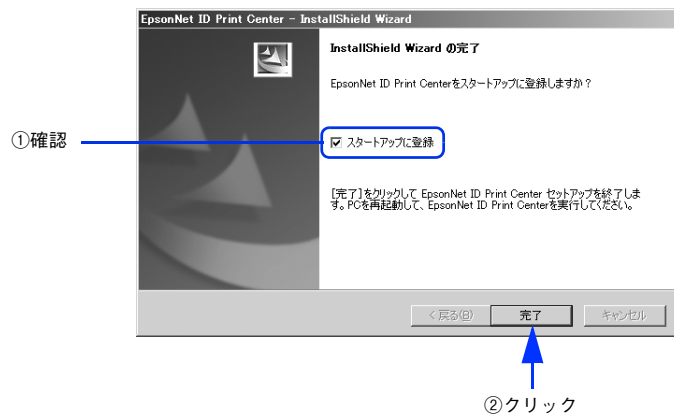 EpsonNet ID Print Center - InstallShield Wizard
InstallShield Wizard の完了
EpsonNet ID Print Centerをスタートアップに登録しますか？
①確認
スタートアップに登録
[完了]をクリックして EpsonNet ID Print Center セットアップを終了しま
す。PCを再起動して、EpsonNet ID Print Centerを実行してください。
< 戻る(B)
完了
キャンセル
②クリック